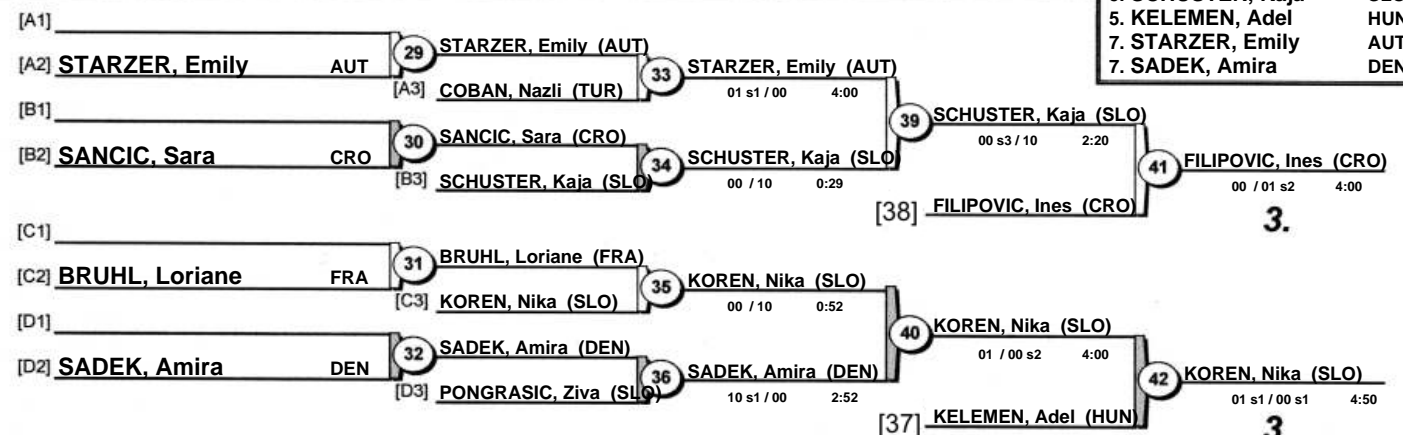 5. SCHUSTER, Kaja SLO
5. KELEMEN, Adel HUN
7. STARZER, Emily AUT
7. SADEK, Amira DEN
[A1]
[A2] STARZER, Emily AUT
29
STARZER, Emily (AUT)
[A3] COBAN, Nazli (TUR)
33
STARZER, Emily (AUT)
01 s1 / 00 4:00
[B1]
[B2] SANCIC, Sara CRO
30
SANCIC, Sara (CRO)
[B3] SCHUSTER, Kaja (SLO)
34
SCHUSTER, Kaja (SLO)
00 / 10 0:29
39
SCHUSTER, Kaja (SLO)
00 s3 / 10 2:20
[38] FILIPOVIC, Ines (CRO)
41
FILIPOVIC, Ines (CRO)
00 / 01 s2 4:00
3.
[C1]
[C2] BRUHL, Loriane FRA
31
BRUHL, Loriane (FRA)
[C3] KOREN, Nika (SLO)
35
KOREN, Nika (SLO)
00 / 10 0:52
[D1]
[D2] SADEK, Amira DEN
32
SADEK, Amira (DEN)
[D3] PONGRASIC, Ziva (SLO)
36
SADEK, Amira (DEN)
10 s1 / 00 2:52
40
KOREN, Nika (SLO)
01 / 00 s2 4:00
[37] KELEMEN, Adel (HUN)
42
KOREN, Nika (SLO)
01 s1 / 00 s1 4:50
3